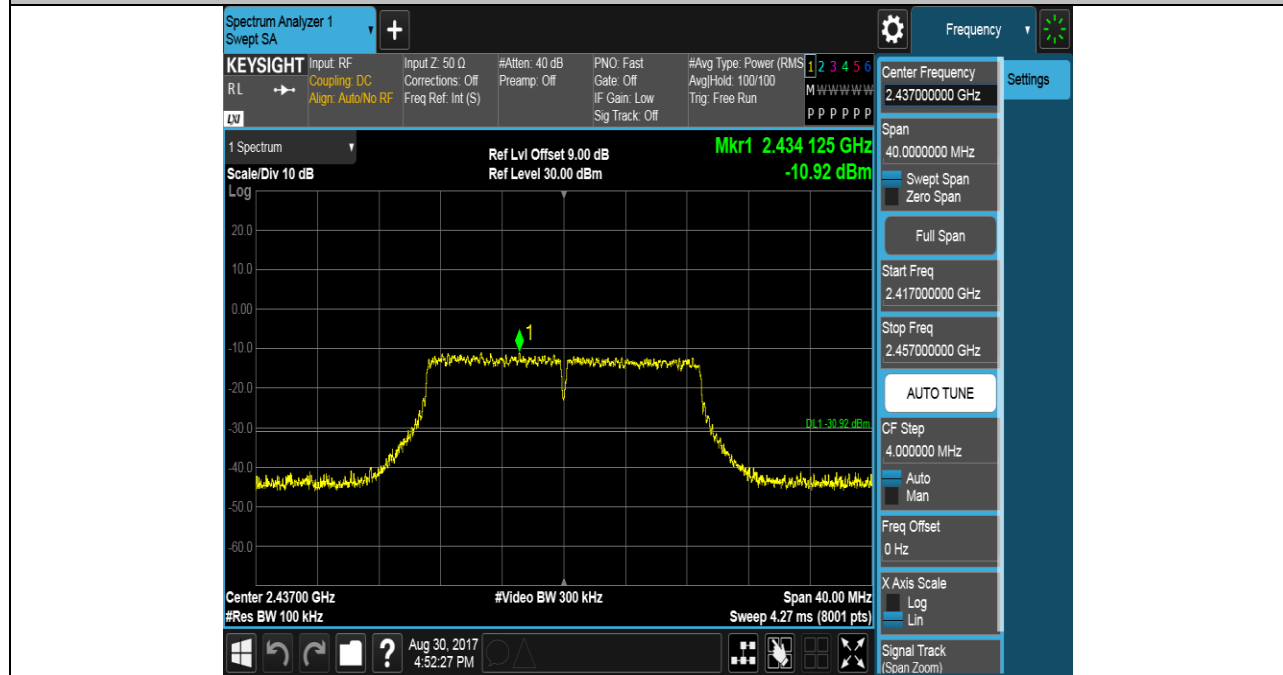 Spectrum Analyzer 1
Swept SA
+
Frequency
KEYSIGHT
RL
LXI
Input: RF
Coupling: DC
Align: Auto/No RF
Input Z: 50 Ω
Corrections: Off
Freq Ref: Int (S)
#Atten: 40 dB
Preamp: Off
PNO: Fast
Gate: Off
IF Gain: Low
Sig Track: Off
#Avg Type: Power (RMS
Avg|Hold: 100/100
Trig: Free Run
1 2 3 4 5 6
M W W W W W
P P P P P P
1 Spectrum
Scale/Div 10 dB
Ref Lvl Offset 9.00 dB
Ref Level 30.00 dBm
Mkr1 2.434 125 GHz
-10.92 dBm
Log
20.0
10.0
0.00
-10.0
-20.0
-30.0
-40.0
-50.0
-60.0
1
DL1 -30.92 dBm
Center 2.43700 GHz
#Res BW 100 kHz
#Video BW 300 kHz
Span 40.00 MHz
Sweep 4.27 ms (8001 pts)
Center Frequency
2.437000000 GHz
Settings
Span
40.0000000 MHz
Swept Span
Zero Span
Full Span
Start Freq
2.417000000 GHz
Stop Freq
2.457000000 GHz
AUTO TUNE
CF Step
4.000000 MHz
Auto
Man
Freq Offset
0 Hz
X Axis Scale
Log
Lin
Signal Track
(Span Zoom)
?
Aug 30, 2017
4:52:27 PM